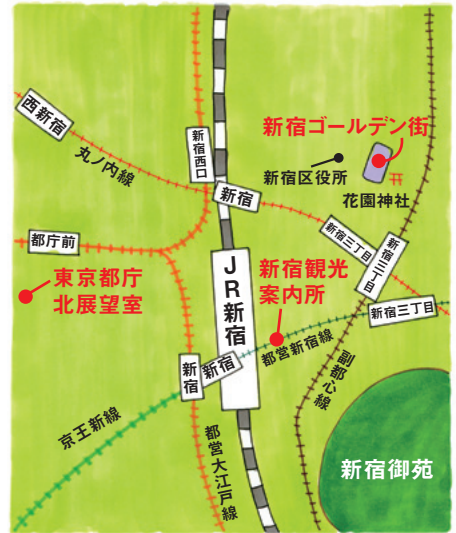 西新宿
丸ノ内線
新宿西口
新宿ゴールデン街
新宿区役所
花園神社
新宿
新宿三丁目
新宿三丁目
都庁前
東京都庁
北展望室
JR新宿
新宿観光
案内所
新宿三丁目
都営新宿線
新宿
新宿
副都心線
京王新線
都営大江戸線
新宿御苑